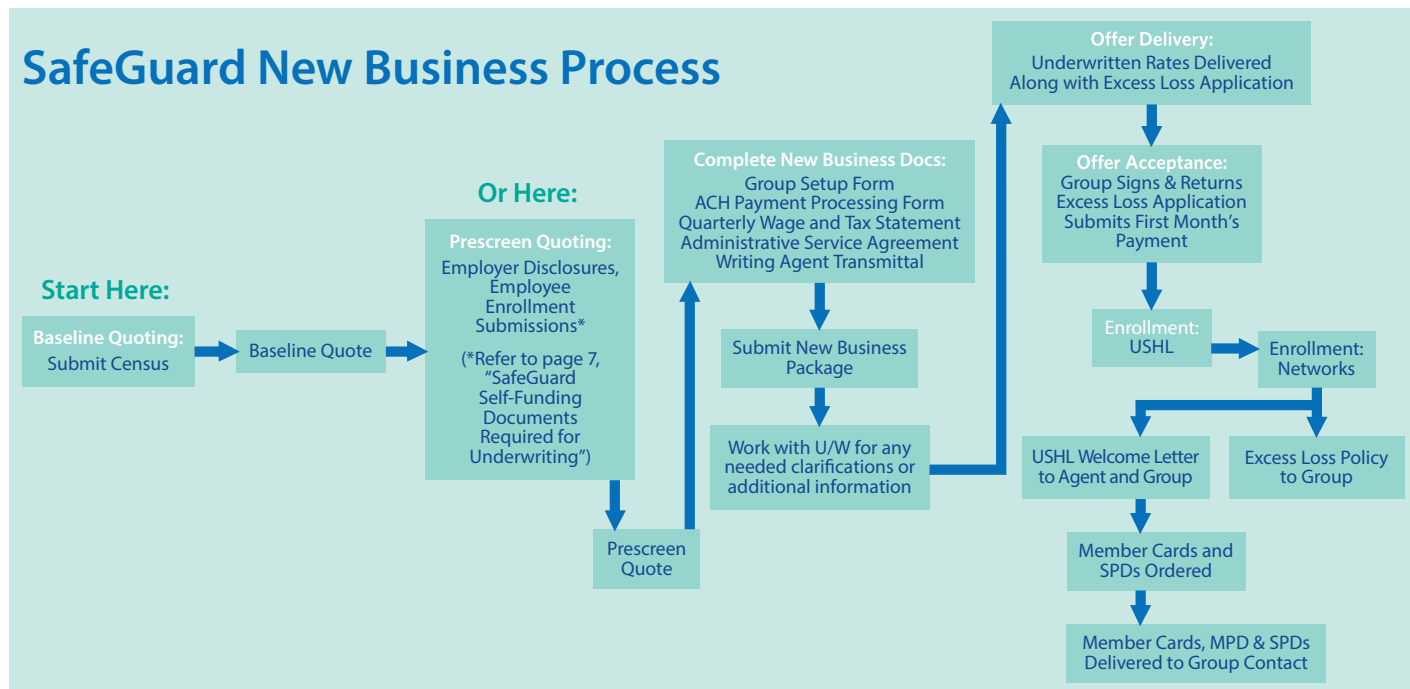 SafeGuard New Business Process
Start Here:
Baseline Quoting:
Submit Census
Baseline Quote
Or Here:
Prescreen Quoting:
Employer Disclosures,
Employee
Enrollment
Submissions*
(*Refer to page 7,
“SafeGuard
Self-Funding
Documents
Required for
Underwriting”)
Prescreen
Quote
Complete New Business Docs:
Group Setup Form
ACH Payment Processing Form
Quarterly Wage and Tax Statement
Administrative Service Agreement
Writing Agent Transmittal
Submit New Business
Package
Work with U/W for any
needed clarifications or
additional information
Offer Delivery:
Underwritten Rates Delivered
Along with Excess Loss Application
Offer Acceptance:
Group Signs & Returns
Excess Loss Application
Submits First Month’s
Payment
Enrollment:
USHL
Enrollment:
Networks
USHL Welcome Letter
to Agent and Group
Excess Loss Policy
to Group
Member Cards and
SPDs Ordered
Member Cards, MPD & SPDs
Delivered to Group Contact